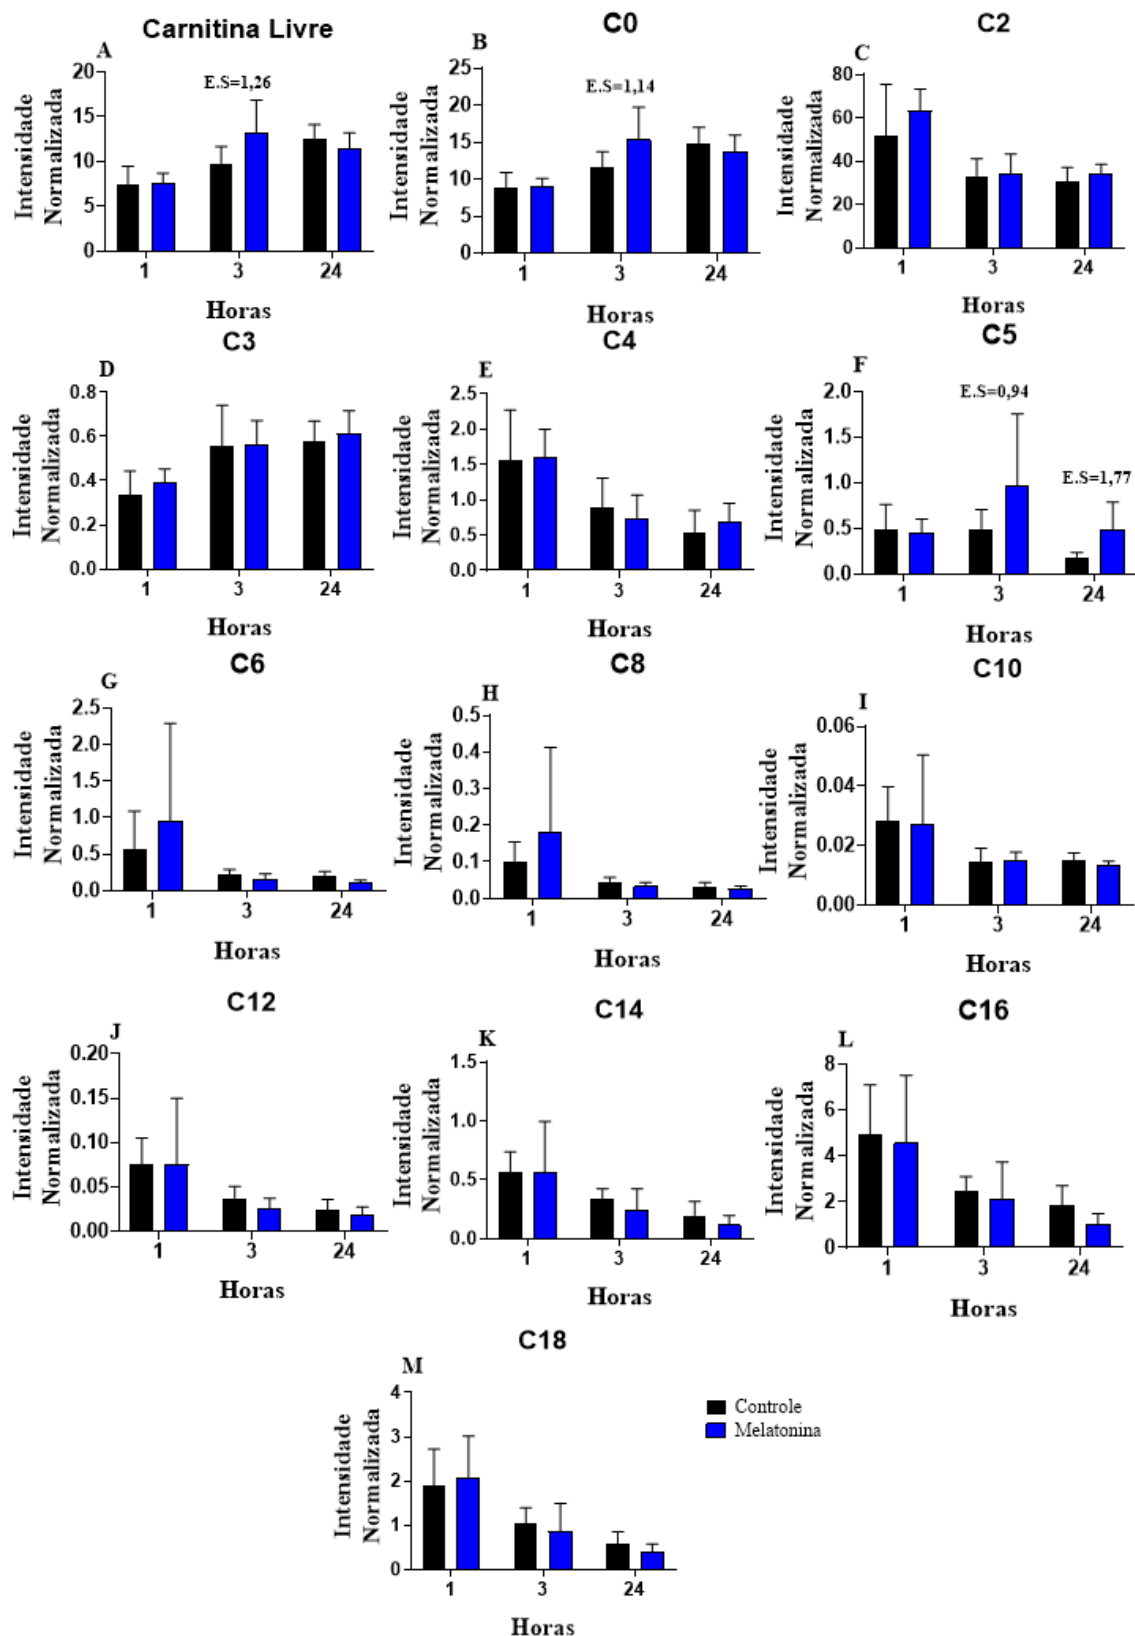 Carnitina Livre
A
Intensidade
Normalizada
20
15
10
5
0
E.S=1,26
1 3 24
Horas
C0
B
Intensidade
Normalizada
25
20
15
10
5
0
E.S=1,14
1 3 24
Horas
C2
C
Intensidade
Normalizada
80
60
40
20
0
1 3 24
Horas
C3
D
Intensidade
Normalizada
0.8
0.6
0.4
0.2
0.0
1 3 24
Horas
C4
E
Intensidade
Normalizada
2.5
2.0
1.5
1.0
0.5
0.0
1 3 24
Horas
C5
F
Intensidade
Normalizada
2.0
1.5
1.0
0.5
0.0
E.S=0,94
E.S=1,77
1 3 24
Horas
C6
G
Intensidade
Normalizada
2.5
2.0
1.5
1.0
0.5
0.0
1 3 24
Horas
C8
H
Intensidade
Normalizada
0.5
0.4
0.3
0.2
0.1
0.0
1 3 24
Horas
C10
I
Intensidade
Normalizada
0.06
0.04
0.02
0.00
1 3 24
Horas
C12
J
Intensidade
Normalizada
0.20
0.15
0.10
0.05
0.00
1 3 24
Horas
C14
K
Intensidade
Normalizada
1.5
1.0
0.5
0.0
1 3 24
Horas
C16
L
Intensidade
Normalizada
8
6
4
2
0
1 3 24
Horas
C18
M
Intensidade
Normalizada
4
3
2
1
0
1 3 24
Horas
Controle
Melatonina